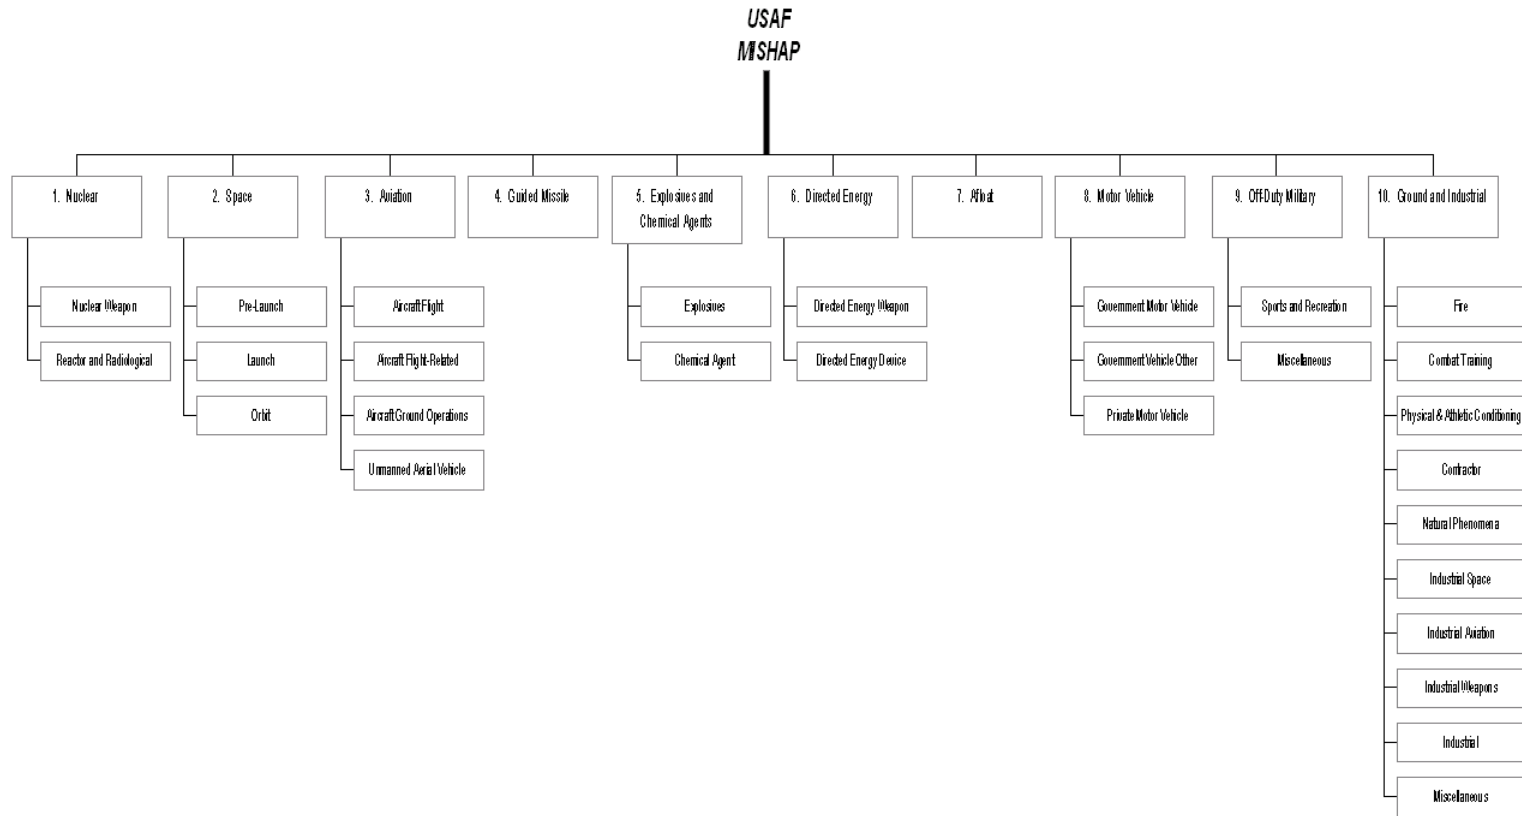 USAF
MISHAP
1. Nuclear
2. Space
3. Aviation
4. Guided Missile
5. Explosives and
Chemical Agents
6. Directed Energy
7. Afloat
8. Motor Vehicle
9. Off-Duty Military
10. Ground and Industrial
Nuclear Weapon
Reactor and Radiological
Pre-Launch
Launch
Orbit
Aircraft Flight
Aircraft Flight-Related
Aircraft Ground Operations
Unmanned Aerial Vehicle
Explosives
Chemical Agent
Directed Energy Weapon
Directed Energy Device
Government Motor Vehicle
Government Vehicle Other
Private Motor Vehicle
Sports and Recreation
Miscellaneous
Fire
Combat Training
Physical & Athletic Conditioning
Contractor
Natural Phenomena
Industrial Space
Industrial Aviation
Industrial Weapons
Industrial
Miscellaneous